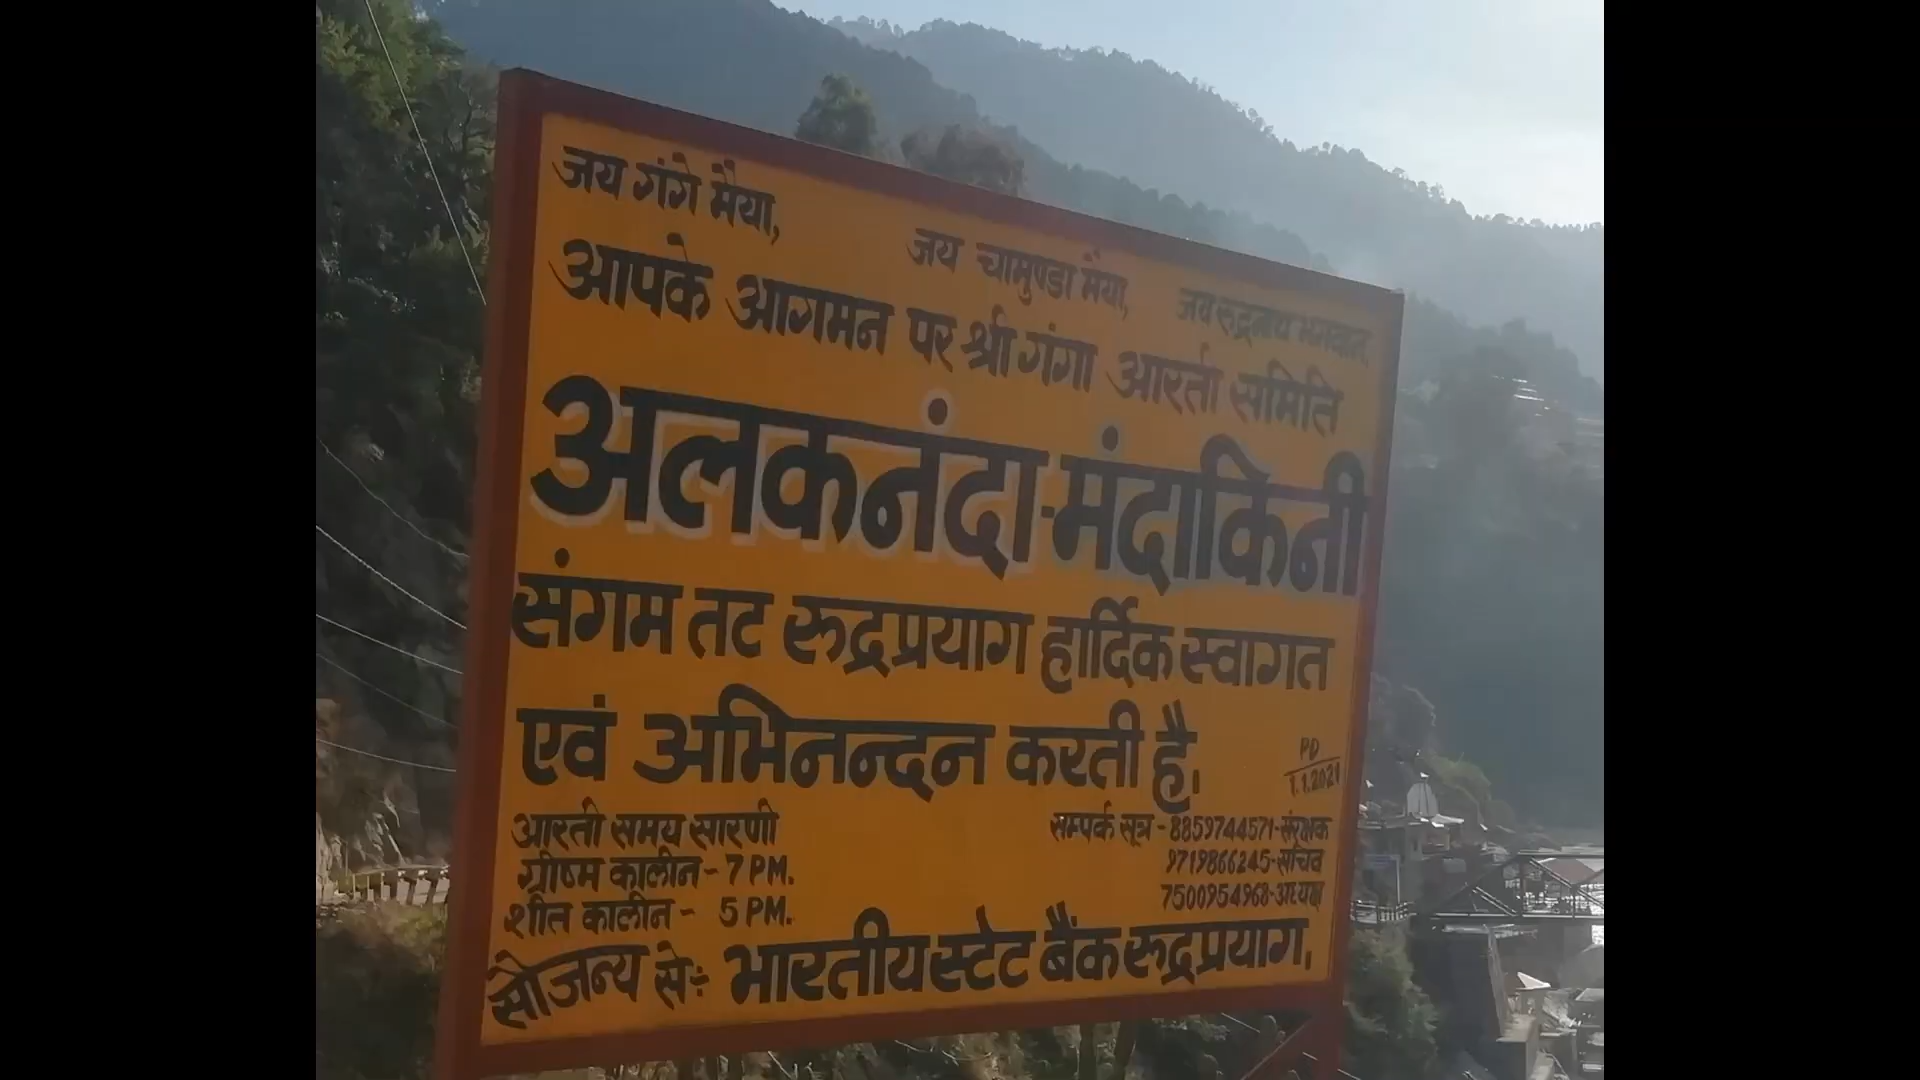 जय गंगे मैया, जय चामुण्डा मैया, जय रुद्रनाथ भगवान,
आपके आगमन पर श्री गंगा आरती समिति
अलकनंदा-मंदाकिनी
संगम तट रुद्रप्रयाग हार्दिक स्वागत
एवं अभिनन्दन करती है.
PD
1.1.2021
आरती समय सारणी
ग्रीष्म कालीन - 7 PM.
शीत कालीन - 5 PM.
सम्पर्क सूत्र - 8859744571-संरक्षक
9719866245-सचिव
7500954968-अध्यक्ष
सौजन्य से:- भारतीय स्टेट बैंक रुद्रप्रयाग.